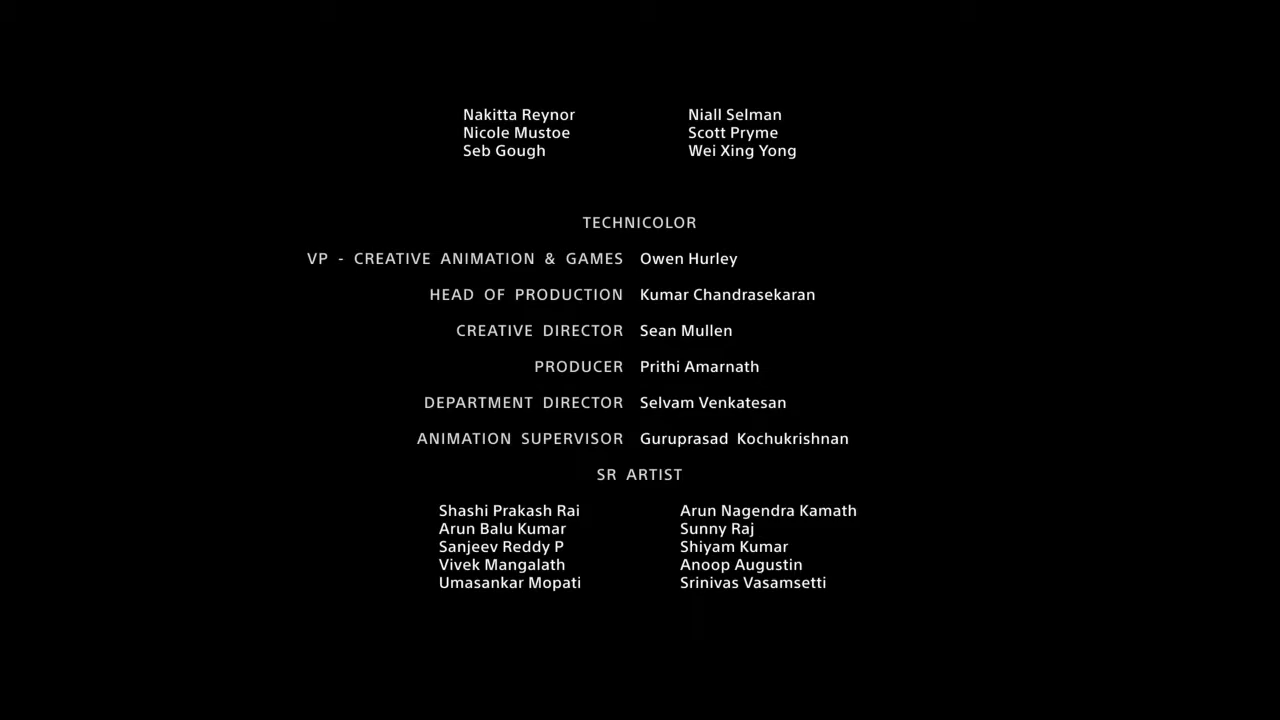 Nakitta Reynor Niall Selman
Nicole Mustoe Scott Pryme
Seb Gough Wei Xing Yong
TECHNICOLOR
VP - CREATIVE ANIMATION & GAMES Owen Hurley
HEAD OF PRODUCTION Kumar Chandrasekaran
CREATIVE DIRECTOR Sean Mullen
PRODUCER Prithi Amarnath
DEPARTMENT DIRECTOR Selvam Venkatesan
ANIMATION SUPERVISOR Guruprasad Kochukrishnan
SR ARTIST
Shashi Prakash Rai Arun Nagendra Kamath
Arun Balu Kumar Sunny Raj
Sanjeev Reddy P Shiyam Kumar
Vivek Mangalath Anoop Augustin
Umasankar Mopati Srinivas Vasamsetti